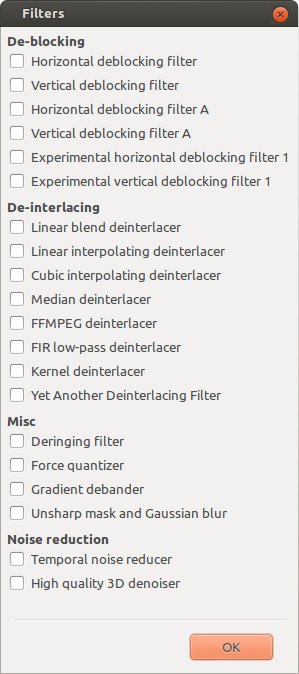 Filters
De-blocking
Horizontal deblocking filter
Vertical deblocking filter
Horizontal deblocking filter A
Vertical deblocking filter A
Experimental horizontal deblocking filter 1
Experimental vertical deblocking filter 1
De-interlacing
Linear blend deinterlacer
Linear interpolating deinterlacer
Cubic interpolating deinterlacer
Median deinterlacer
FFMPEG deinterlacer
FIR low-pass deinterlacer
Kernel deinterlacer
Yet Another Deinterlacing Filter
Misc
Deringing filter
Force quantizer
Gradient debander
Unsharp mask and Gaussian blur
Noise reduction
Temporal noise reducer
High quality 3D denoiser
OK